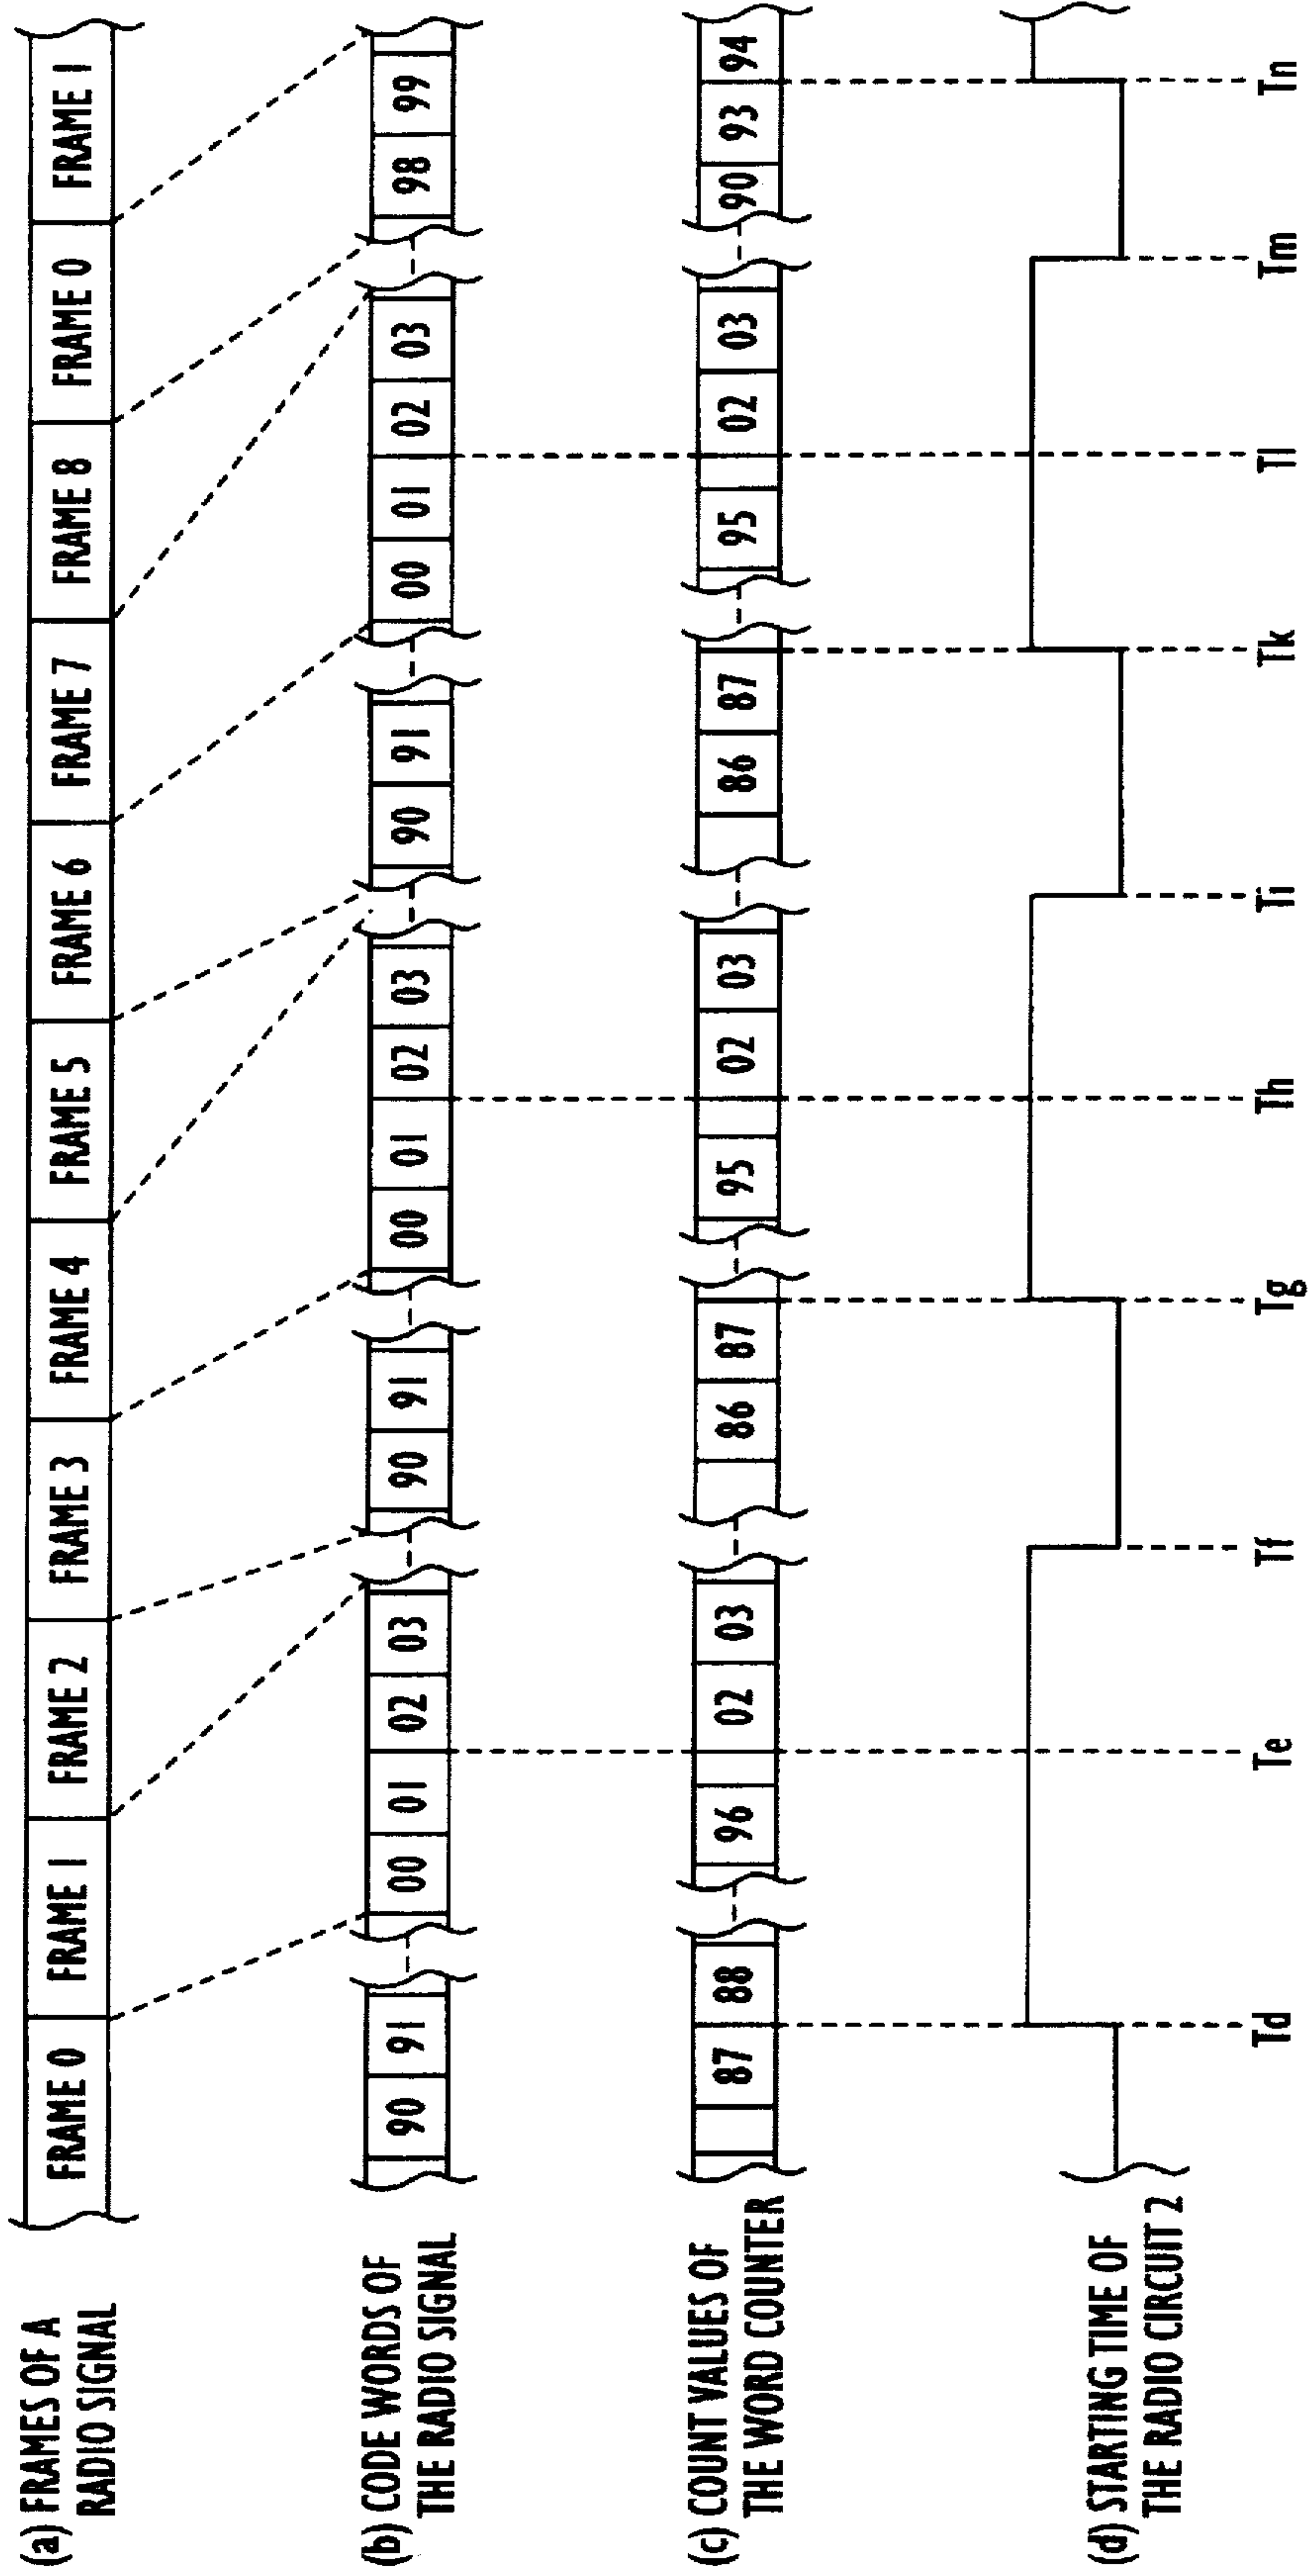 (a) FRAMES OF A
RADIO SIGNAL
FRAME 0 FRAME 1 FRAME 2 FRAME 3 FRAME 4 FRAME 5 FRAME 6 FRAME 7 FRAME 8 FRAME 0 FRAME 1
(b) CODE WORDS OF
THE RADIO SIGNAL
90 91 00 01 02 03 90 91 00 01 02 03 90 91 00 01 02 03 98 99
(c) COUNT VALUES OF
THE WORD COUNTER
87 88 96 02 03 86 87 95 02 03 86 87 95 02 03 90 93 94
(d) STARTING TIME OF
THE RADIO CIRCUIT 2
Td Te Tf Tg Th Ti Tk Tl Tm Tn